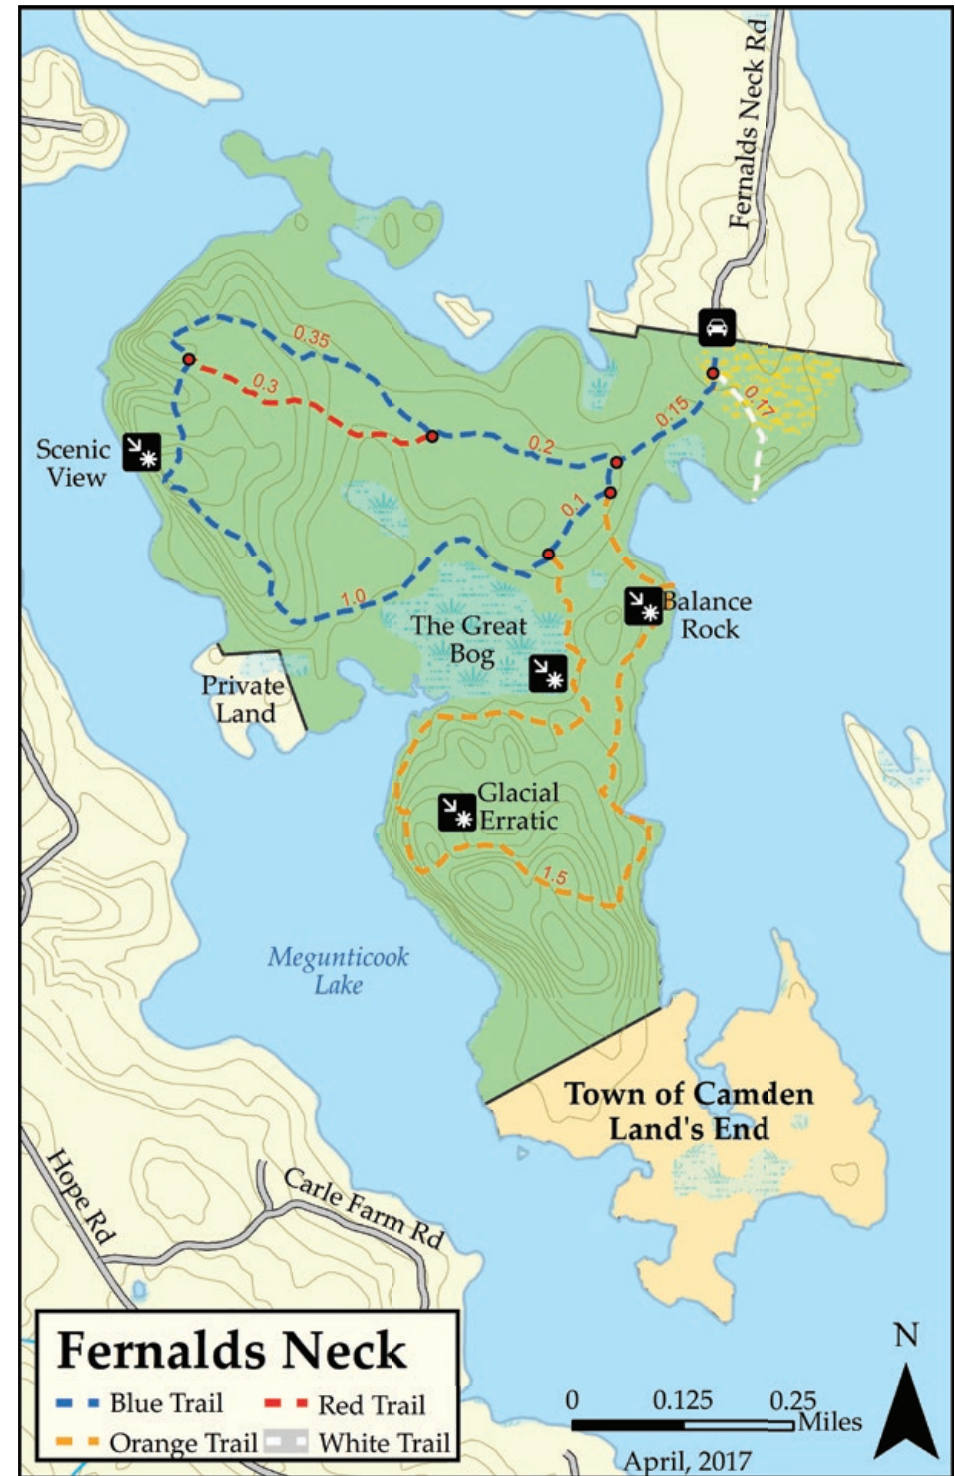 Fernalds Neck Rd
0.35
0.3
0.2
0.15
0.17
0.1
1.0
Scenic
View
Balance
Rock
The Great
Bog
Private
Land
Glacial
Erratic
1.5
Megunticook
Lake
Town of Camden
Land's End
Hope Rd
Carle Farm Rd
Fernalds Neck
Blue Trail
Red Trail
Orange Trail
White Trail
N
0 0.125 0.25
Miles
April, 2017